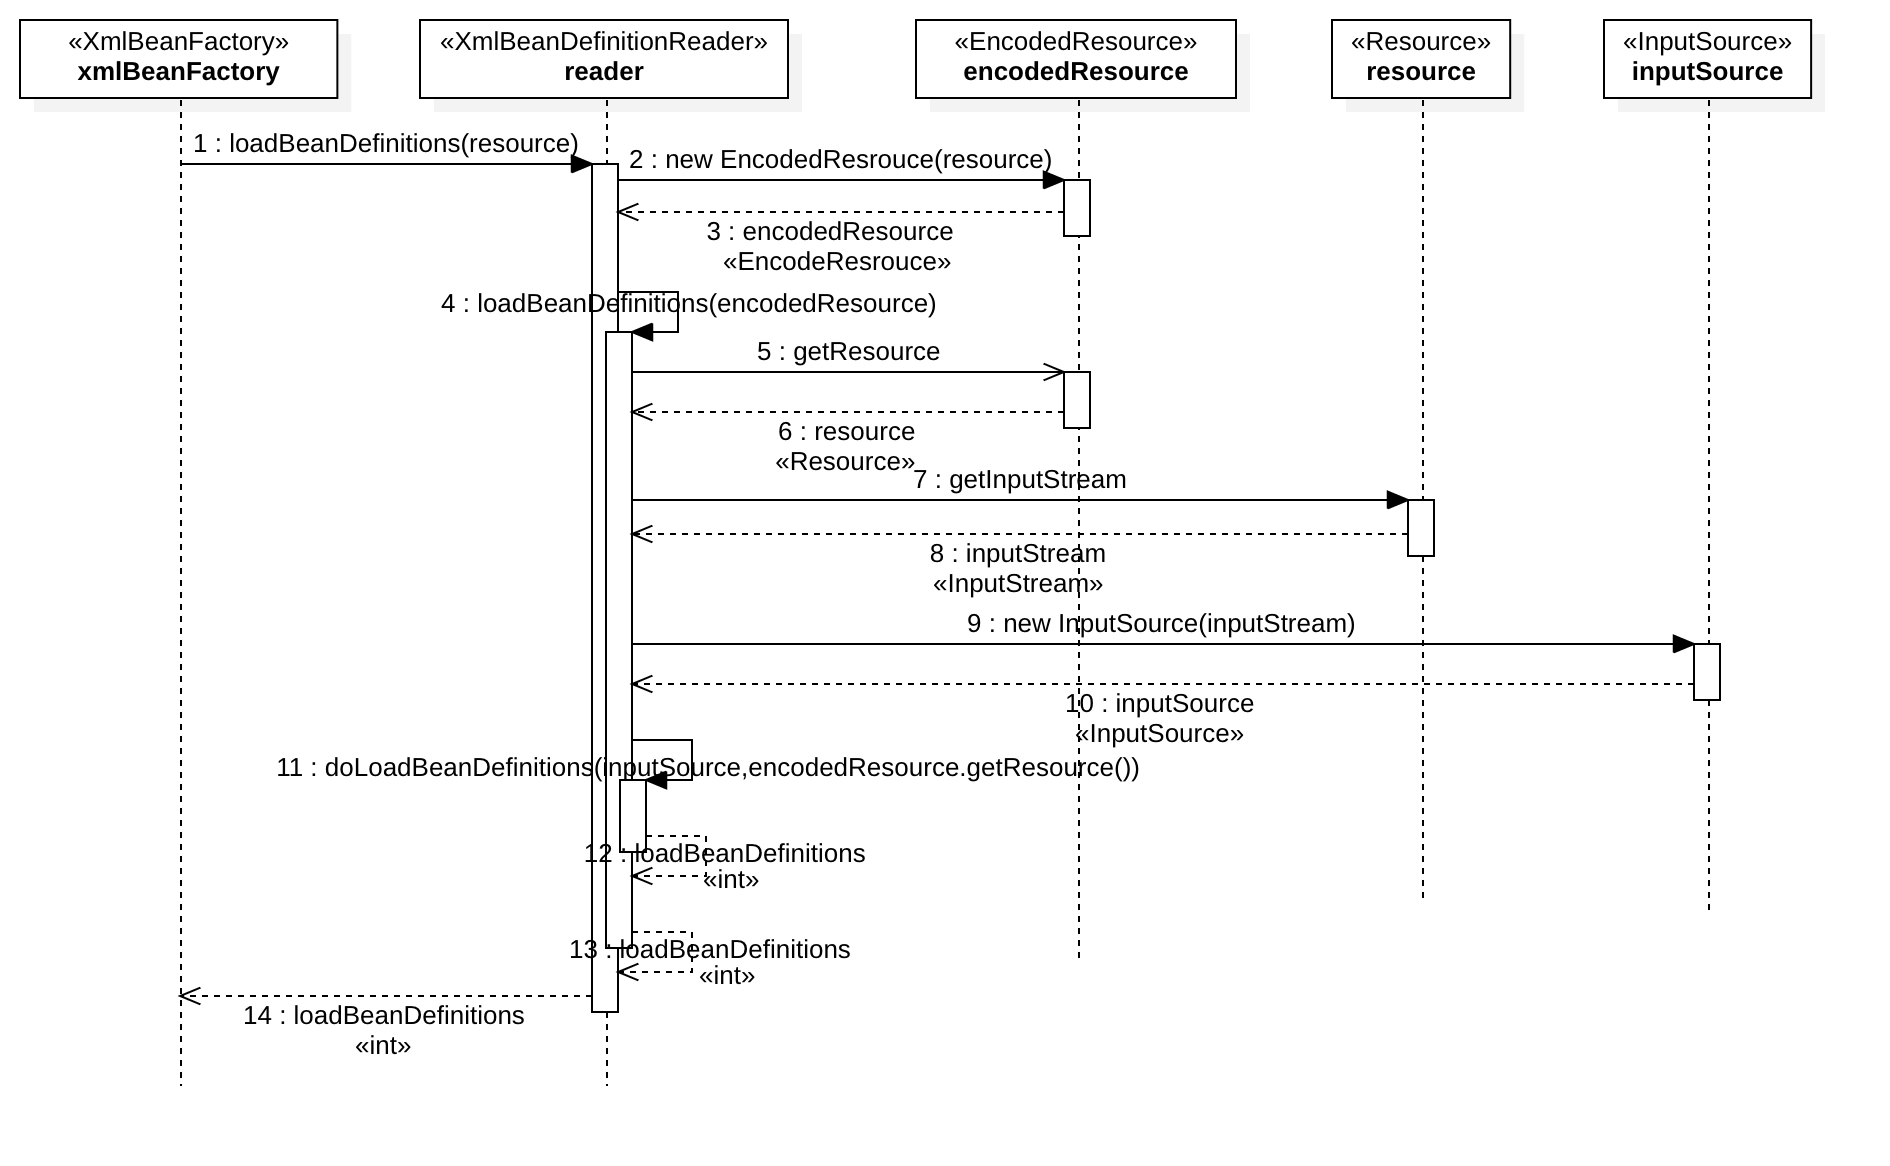 «XmlBeanFactory»
xmlBeanFactory
«XmlBeanDefinitionReader»
reader
«EncodedResource»
encodedResource
«Resource»
resource
«InputSource»
inputSource
1 : loadBeanDefinitions(resource)
2 : new EncodedResrouce(resource)
3 : encodedResource
«EncodeResrouce»
4 : loadBeanDefinitions(encodedResource)
5 : getResource
6 : resource
«Resource»
7 : getInputStream
8 : inputStream
«InputStream»
9 : new InputSource(inputStream)
10 : inputSource
«InputSource»
11 : doLoadBeanDefinitions(inputSource,encodedResource.getResource())
12 : loadBeanDefinitions
«int»
13 : loadBeanDefinitions
«int»
14 : loadBeanDefinitions
«int»